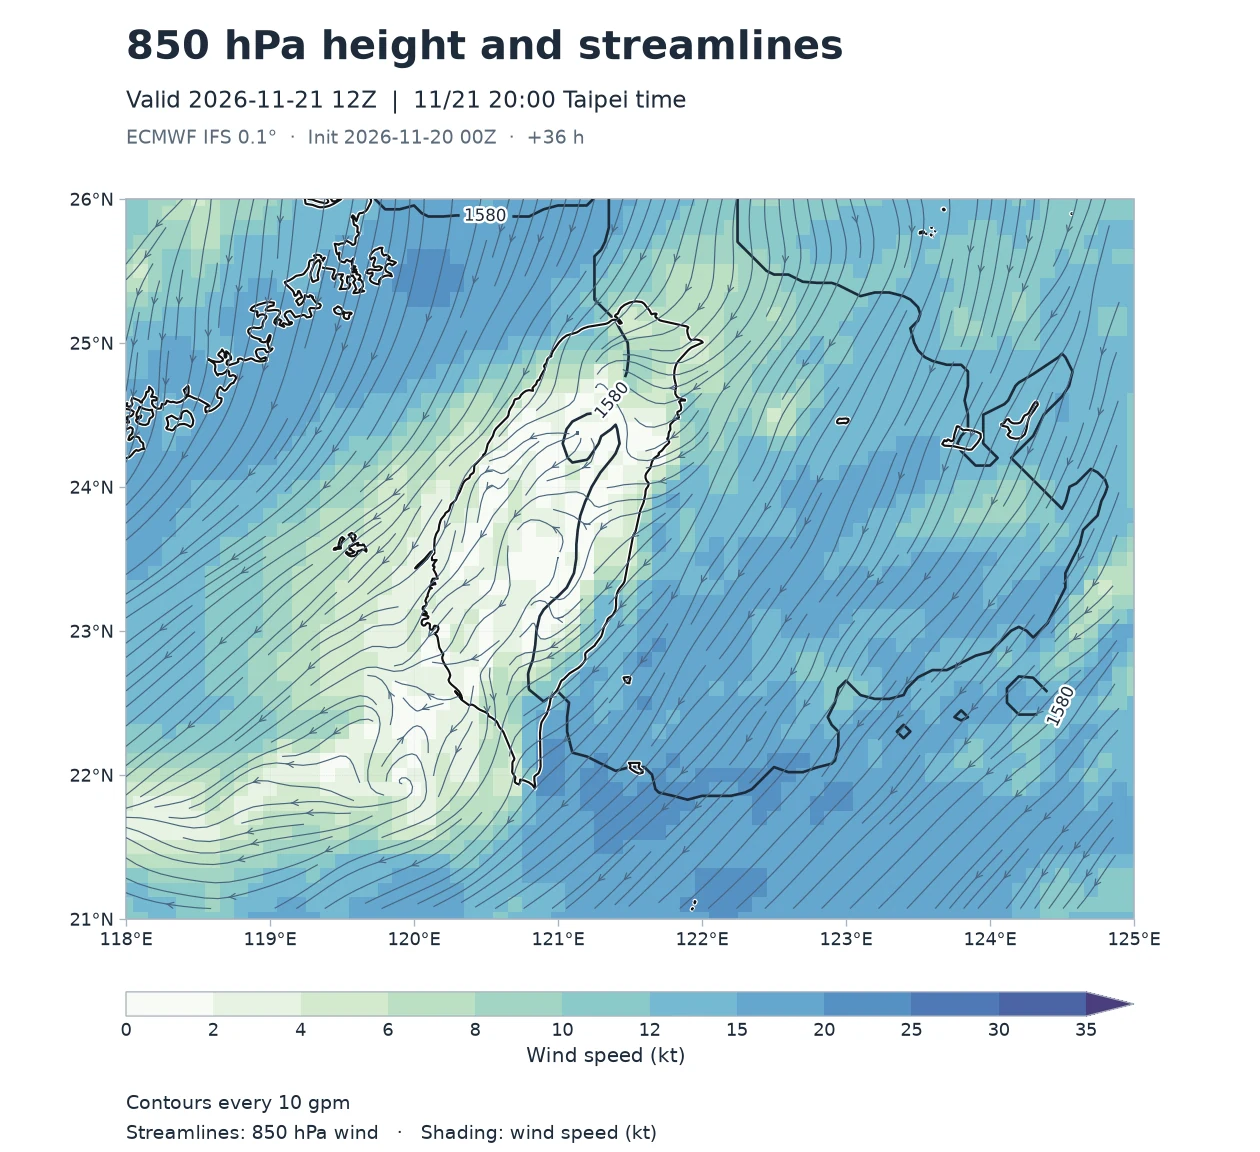 850 hPa height and streamlines
Valid 2026-11-21 12Z | 11/21 20:00 Taipei time
ECMWF IFS 0.1° · Init 2026-11-20 00Z · +36 h
26°N
1580
25°N
1580
24°N
23°N
1580
22°N
21°N
118°E 119°E 120°E 121°E 122°E 123°E 124°E 125°E
0 2 4 6 8 10 12 15 20 25 30 35
Wind speed (kt)
Contours every 10 gpm
Streamlines: 850 hPa wind · Shading: wind speed (kt)